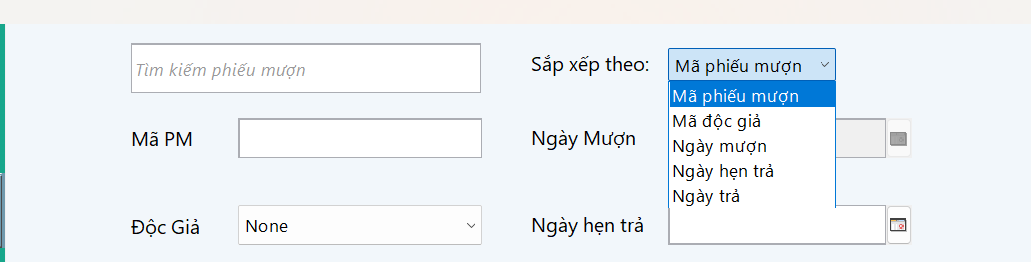 Tìm kiếm phiếu mượn
Sắp xếp theo:
Mã phiếu mượn
Mã phiếu mượn
Mã độc giả
Ngày mượn
Ngày hẹn trả
Ngày trả
Mã PM
Ngày Mượn
Độc Giả
None
Ngày hẹn trả